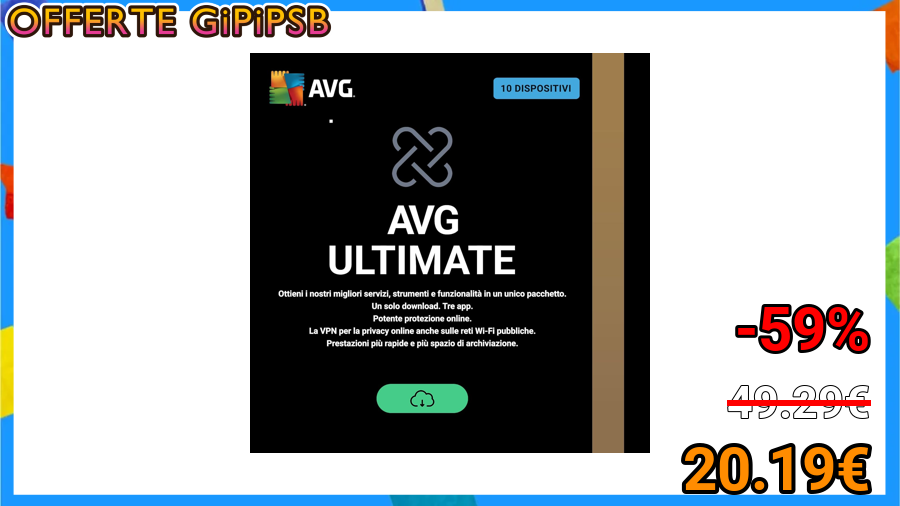 OFFERTE GiPiPSB
AVG
10 DISPOSITIVI
AVG
ULTIMATE
Ottieni i nostri migliori servizi, strumenti e funzionalità in un unico pacchetto.
Un solo download. Tre app.
Potente protezione online.
La VPN per la privacy online anche sulle reti Wi-Fi pubbliche.
Prestazioni più rapide e più spazio di archiviazione.
-59%
49.29€
20.19€